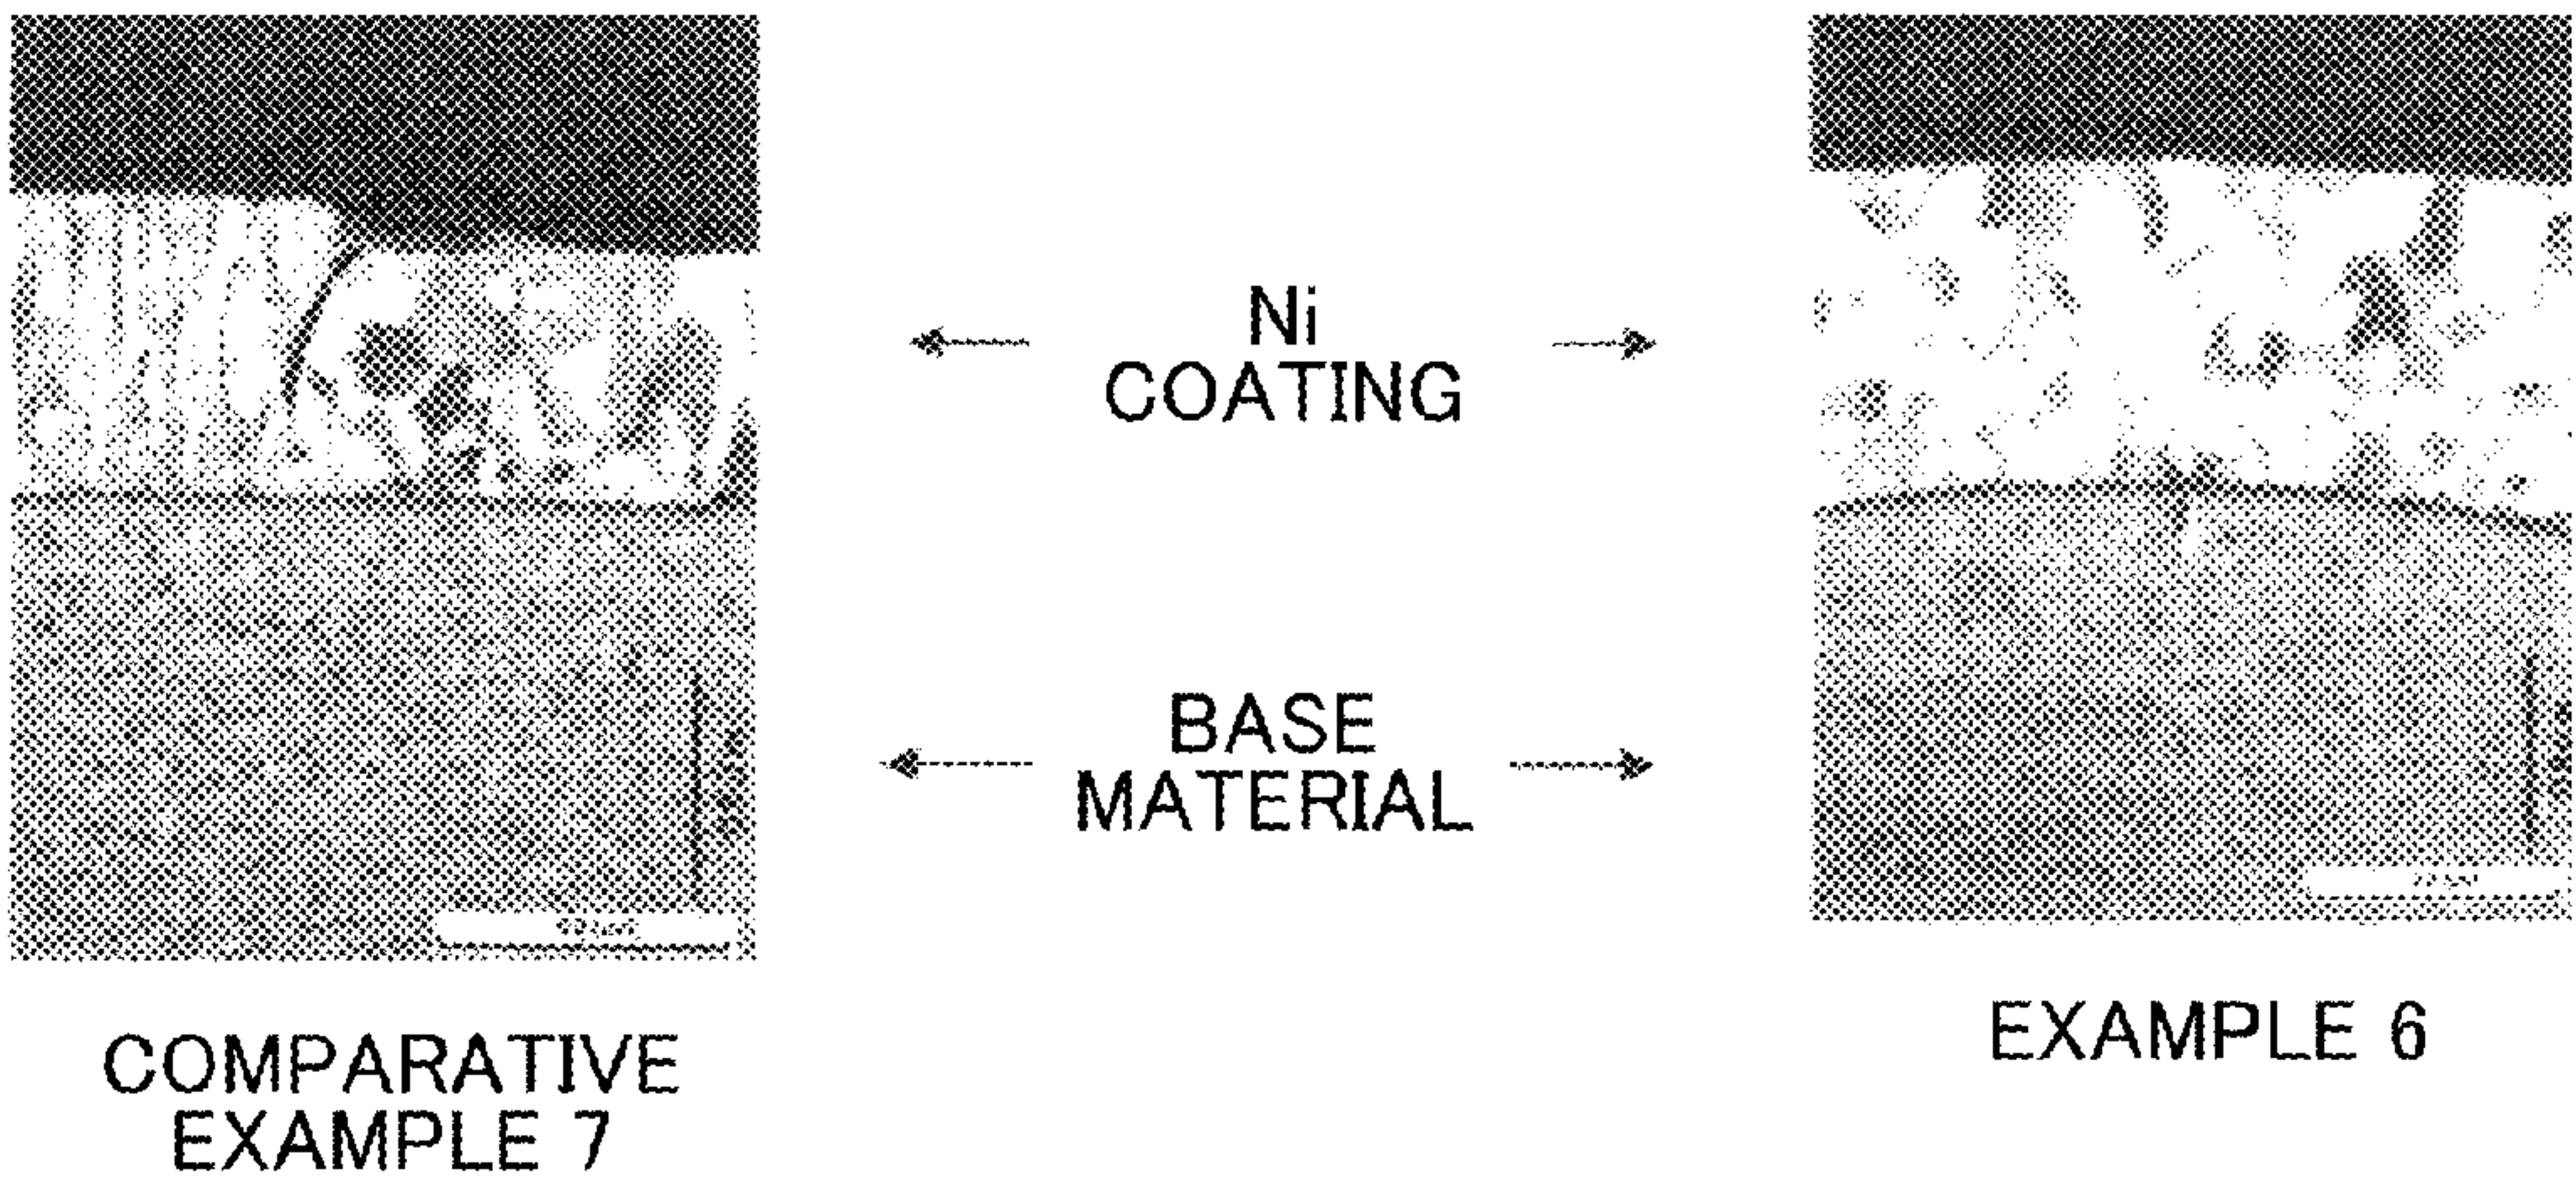 Ni
COATING
BASE
MATERIAL
COMPARATIVE
EXAMPLE 7
EXAMPLE 6